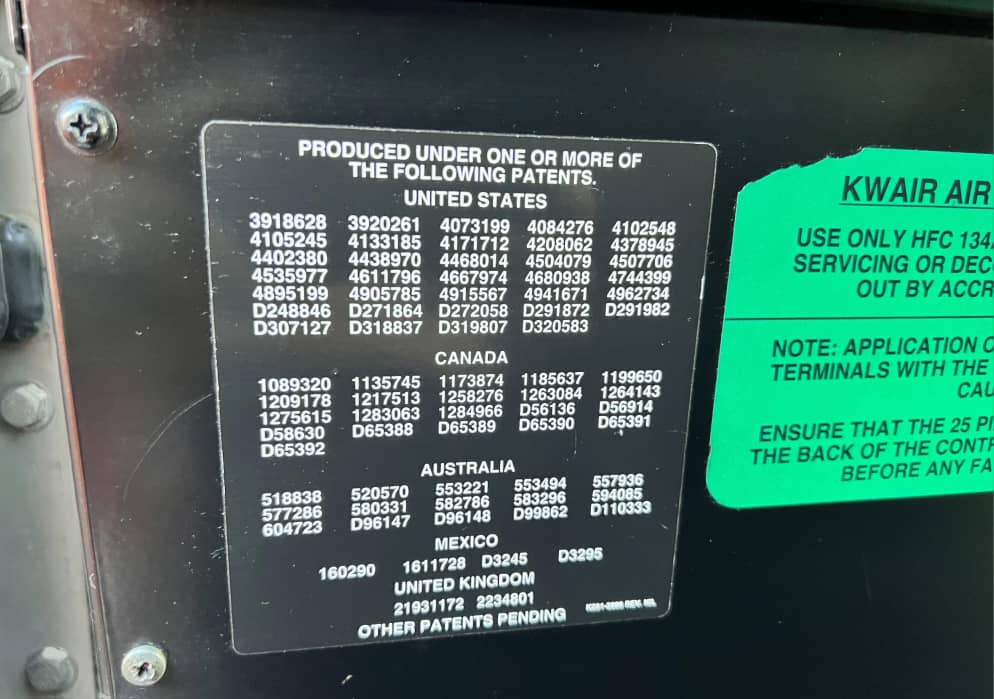 PRODUCED UNDER ONE OR MORE OF
THE FOLLOWING PATENTS.
UNITED STATES
3918628 3920261 4073199 4084276 4102548
4105245 4133185 4171712 4208062 4378945
4402380 4438970 4468014 4504079 4507706
4535977 4611796 4667974 4680938 4744399
4895199 4905785 4915567 4941671 4962734
D248846 D271864 D272058 D291872 D291982
D307127 D318837 D319807 D320583
CANADA
1089320 1135745 1173874 1185637 1199650
1209178 1217513 1258276 1263084 1264143
1275615 1283063 1284966 D56136 D56914
D58630 D65388 D65389 D65390 D65391
D65392
AUSTRALIA
518838 520570 553221 553494 557936
577286 580331 582786 583296 594085
604723 D96147 D96148 D99862 D110333
MEXICO
160290 1611728 D3245 D3295
UNITED KINGDOM
21931172 2234801
OTHER PATENTS PENDING
KWAIR AIR
USE ONLY HFC 134
SERVICING OR DECO
OUT BY ACCR
NOTE: APPLICATION O
TERMINALS WITH THE
CAU
ENSURE THAT THE 25 PI
THE BACK OF THE CONTR
BEFORE ANY FA